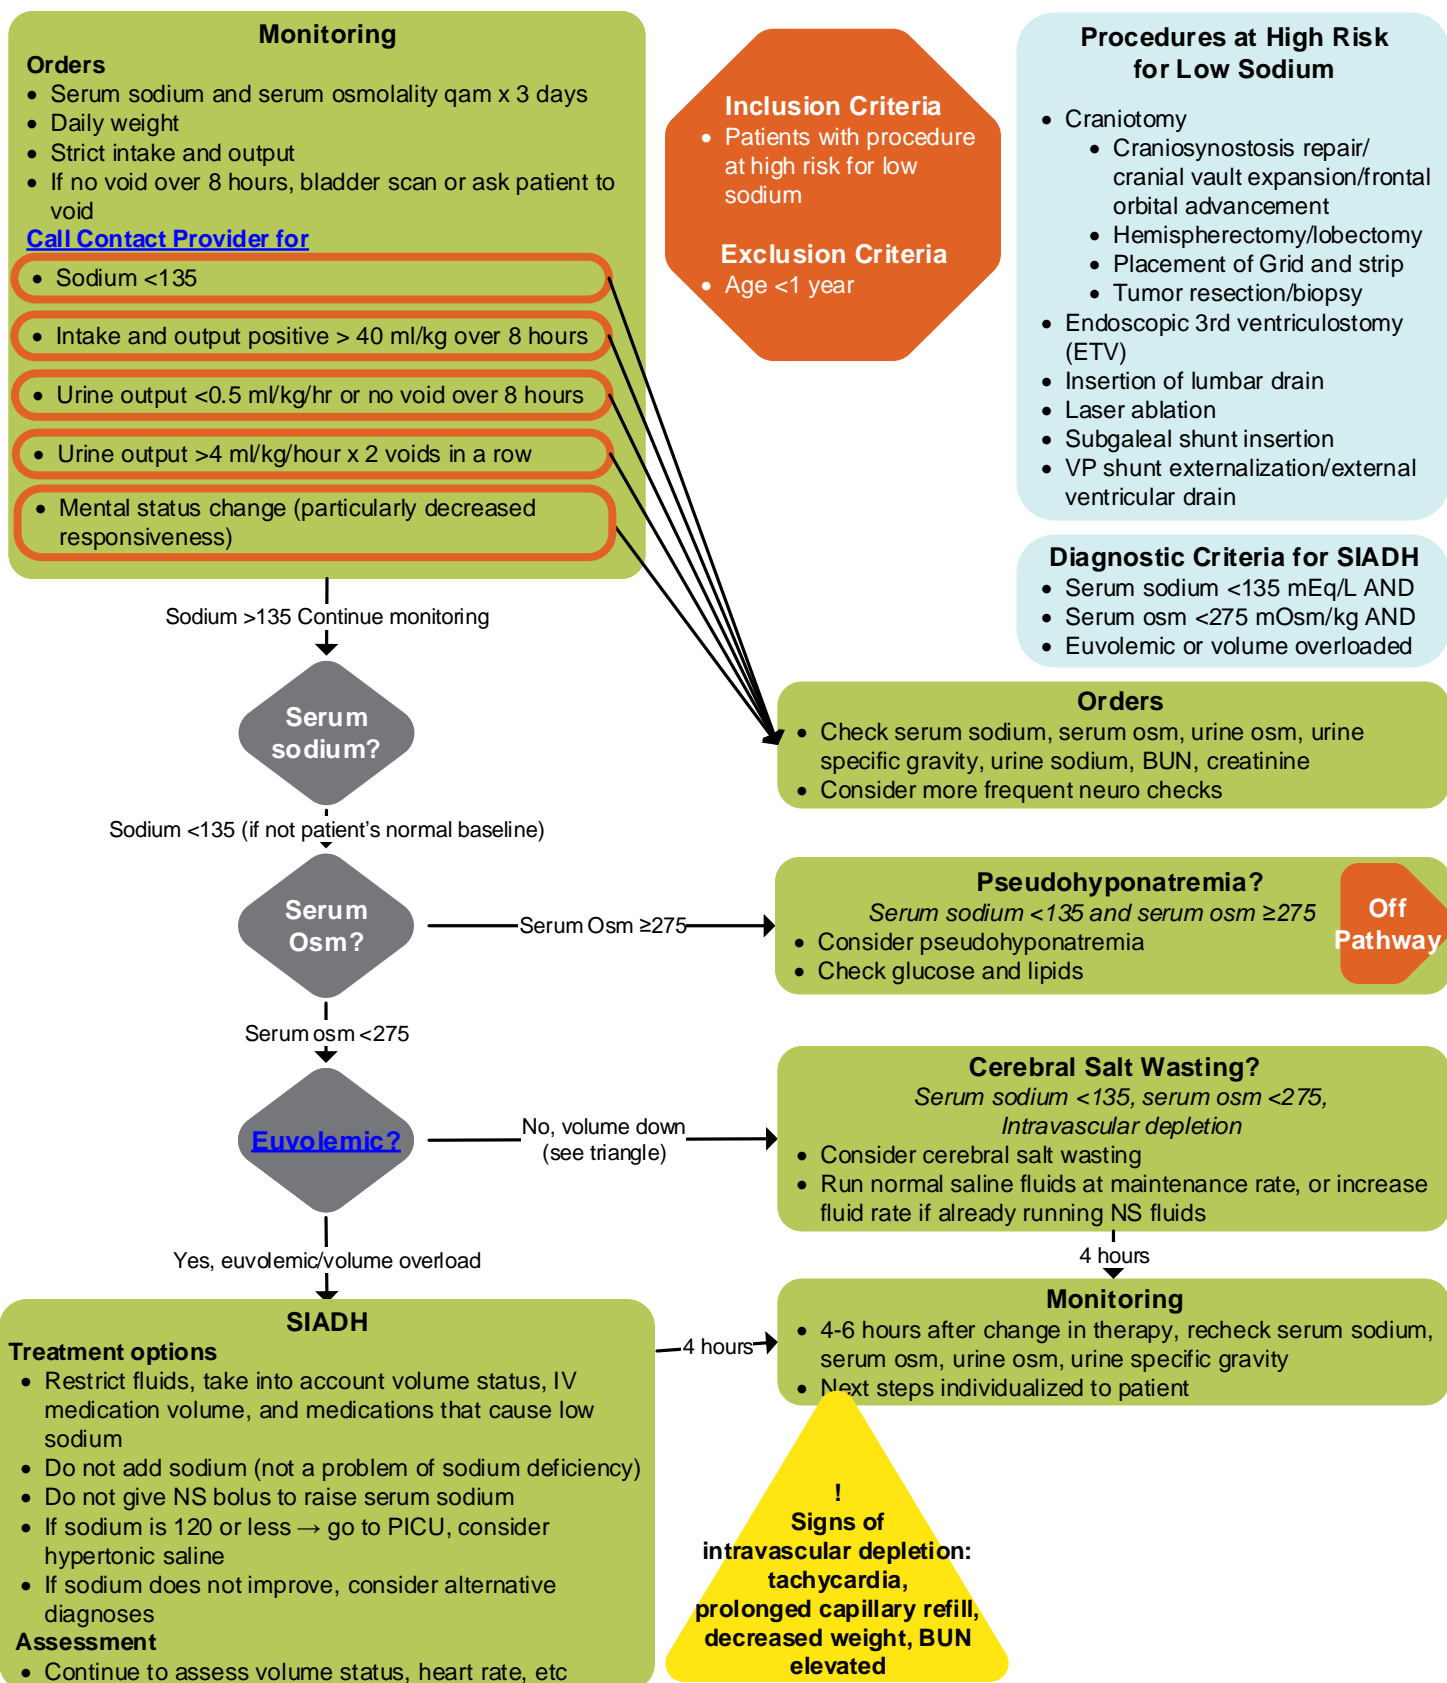 Monitoring
Orders
• Serum sodium and serum osmolality qam x 3 days
• Daily weight
• Strict intake and output
• If no void over 8 hours, bladder scan or ask patient to
void
Call Contact Provider for
• Sodium <135
• Intake and output positive > 40 ml/kg over 8 hours
• Urine output <0.5 ml/kg/hr or no void over 8 hours
• Urine output >4 ml/kg/hour x 2 voids in a row
• Mental status change (particularly decreased
responsiveness)
Inclusion Criteria
• Patients with procedure
at high risk for low
sodium
Exclusion Criteria
• Age <1 year
Procedures at High Risk
for Low Sodium
• Craniotomy
• Craniosynostosis repair/
cranial vault expansion/frontal
orbital advancement
• Hemispherectomy/lobectomy
• Placement of Grid and strip
• Tumor resection/biopsy
• Endoscopic 3rd ventriculostomy
(ETV)
• Insertion of lumbar drain
• Laser ablation
• Subgaleal shunt insertion
• VP shunt externalization/external
ventricular drain
Diagnostic Criteria for SIADH
• Serum sodium <135 mEq/L AND
• Serum osm <275 mOsm/kg AND
• Euvolemic or volume overloaded
Sodium >135 Continue monitoring
Serum
sodium?
Orders
• Check serum sodium, serum osm, urine osm, urine
specific gravity, urine sodium, BUN, creatinine
• Consider more frequent neuro checks
Sodium <135 (if not patient's normal baseline)
Serum
Osm?
Serum Osm ≥275
Pseudohyponatremia?
Serum sodium <135 and serum osm ≥275
• Consider pseudohyponatremia
• Check glucose and lipids
Off
Pathway
Serum osm <275
Euvolemic?
No, volume down
(see triangle)
Cerebral Salt Wasting?
Serum sodium <135, serum osm <275,
Intravascular depletion
• Consider cerebral salt wasting
• Run normal saline fluids at maintenance rate, or increase
fluid rate if already running NS fluids
4 hours
Yes, euvolemic/volume overload
SIADH
Treatment options
• Restrict fluids, take into account volume status, IV
medication volume, and medications that cause low
sodium
• Do not add sodium (not a problem of sodium deficiency)
• Do not give NS bolus to raise serum sodium
• If sodium is 120 or less → go to PICU, consider
hypertonic saline
• If sodium does not improve, consider alternative
diagnoses
Assessment
• Continue to assess volume status, heart rate, etc
4 hours
Monitoring
• 4-6 hours after change in therapy, recheck serum sodium,
serum osm, urine osm, urine specific gravity
• Next steps individualized to patient
!
Signs of
intravascular depletion:
tachycardia,
prolonged capillary refill,
decreased weight, BUN
elevated